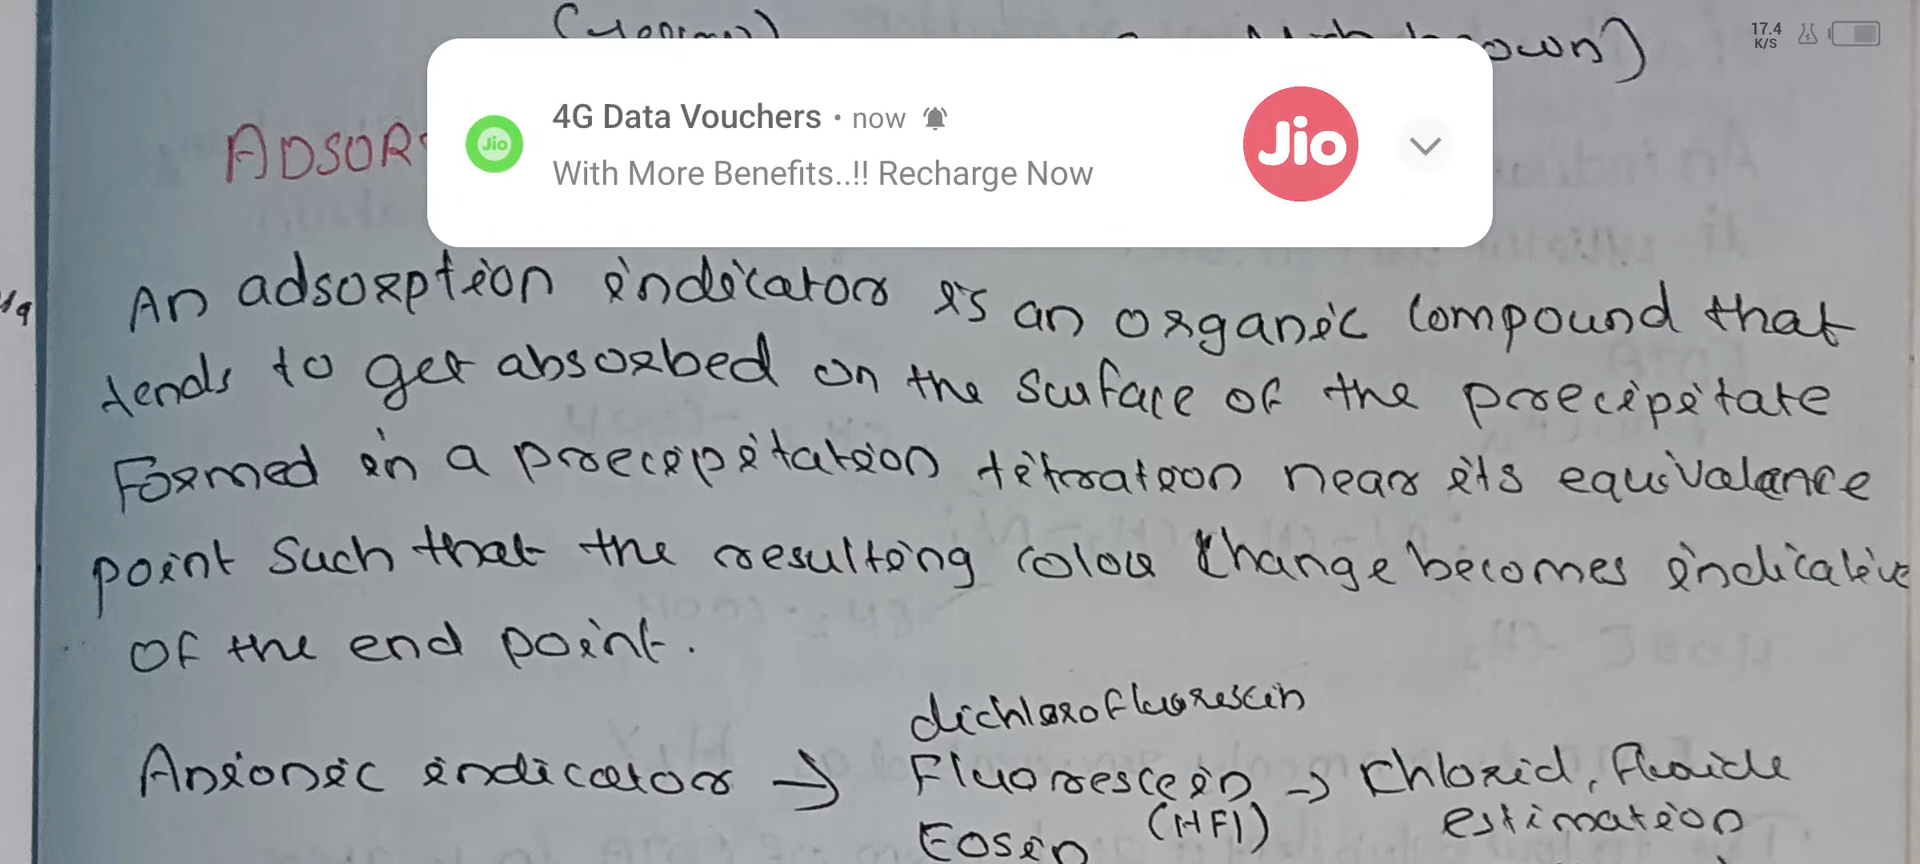 17.4
K/S
own)
4G Data Vouchers • now
Jio
Jio
With More Benefits..!! Recharge Now
ADSOR
An adsorption indicator is an organic compound that
tends to get absorbed on the surface of the precipitate
Formed in a precipitation titration near its equivalance
point such that the resulting colou change becomes indicative
of the end point.
dichlorofluorescin
Anionic indicator → Fluorescein → Chlorid, fluoride
(HFl) estimation
Eosin